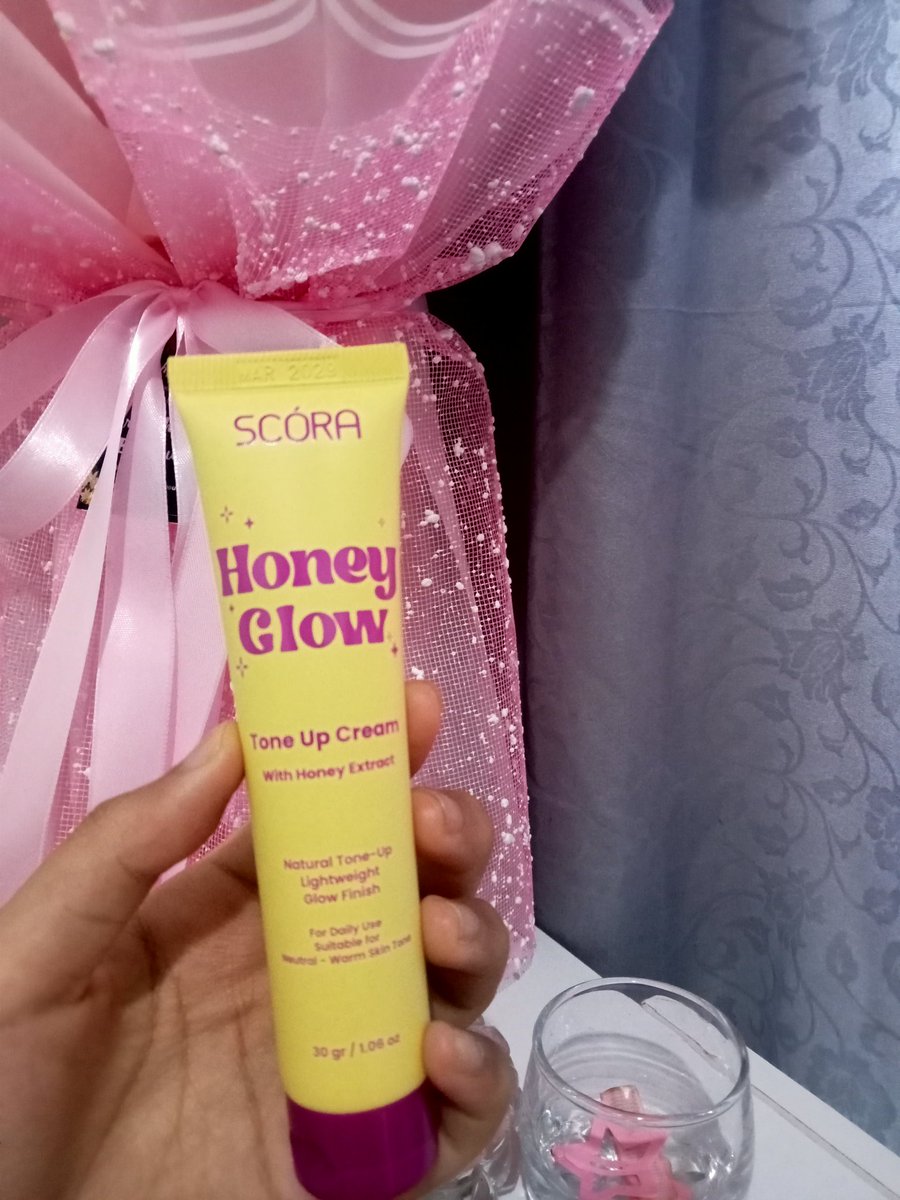 MAR 2029
SCÓRA
Honey
Glow
Tone Up Cream
With Honey Extract
Natural Tone-Up
Lightweight
Glow Finish
For Daily Use
Suitable for
Neutral - Warm Skin Tone
30 gr / 1.06 oz